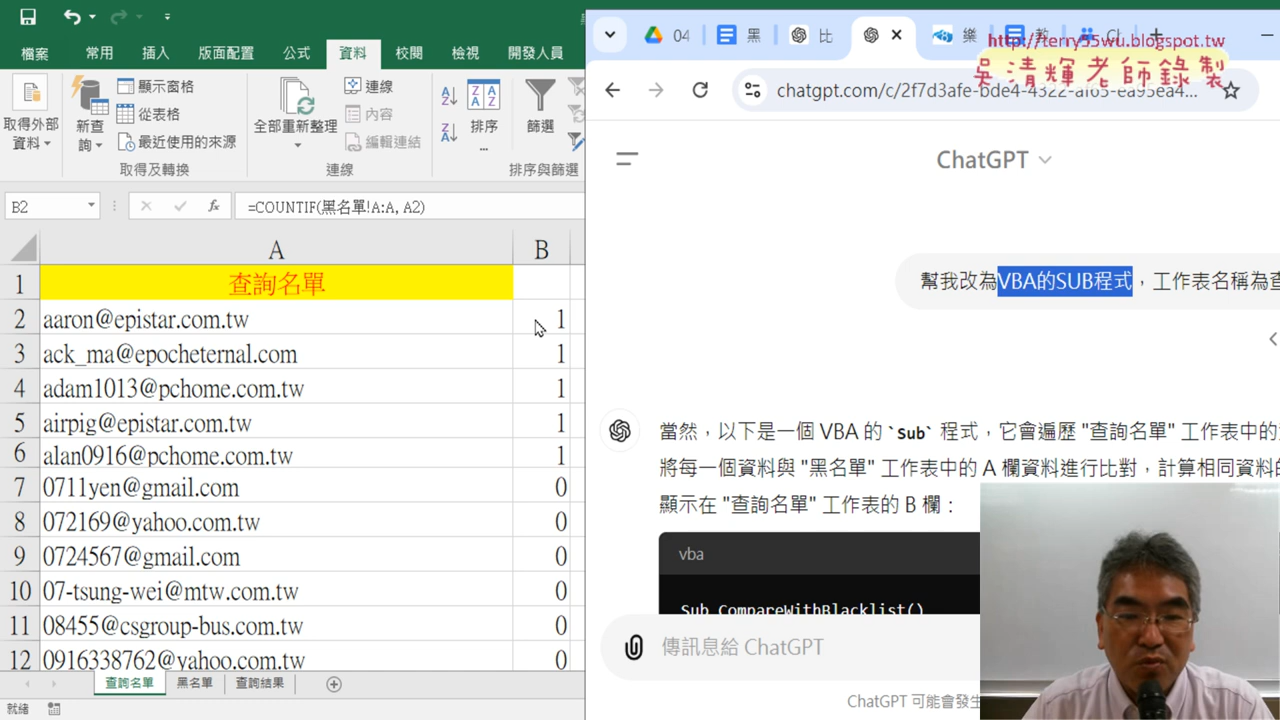 檔案 常用 插入 版面配置 公式 資料 校閱 檢視 開發人員
取得外部資料
新查詢
顯示窗格
從表格
最近使用的來源
取得及轉換
全部重新整理
連線
內容
編輯連結
連線
排序
...
篩選
排序與篩選
B2
fx
=COUNTIF(黑名單!A:A, A2)
A B
1 查詢名單
2 aaron@epistar.com.tw 1
3 ack_ma@epocheternal.com 1
4 adam1013@pchome.com.tw 1
5 airpig@epistar.com.tw 1
6 alan0916@pchome.com.tw 1
7 0711yen@gmail.com 0
8 072169@yahoo.com.tw 0
9 0724567@gmail.com 0
10 07-tsung-wei@mtw.com.tw 0
11 08455@csgroup-bus.com.tw 0
12 0916338762@yahoo.com.tw 0
查詢名單 黑名單 查詢結果
就緒
04 黑 比 樂
http://terry55wu.blogspot.tw
吳清輝老師錄製
ChatGPT
幫我改為VBA的SUB程式，工作表名稱為查
當然，以下是一個 VBA 的 `Sub` 程式，它會遍歷 "查詢名單" 工作表中的
將每一個資料與 "黑名單" 工作表中的 A 欄資料進行比對，計算相同資料的
顯示在 "查詢名單" 工作表的 B 欄：
vba
Sub CompareWithBlacklist()
傳訊息給 ChatGPT
ChatGPT 可能會發生